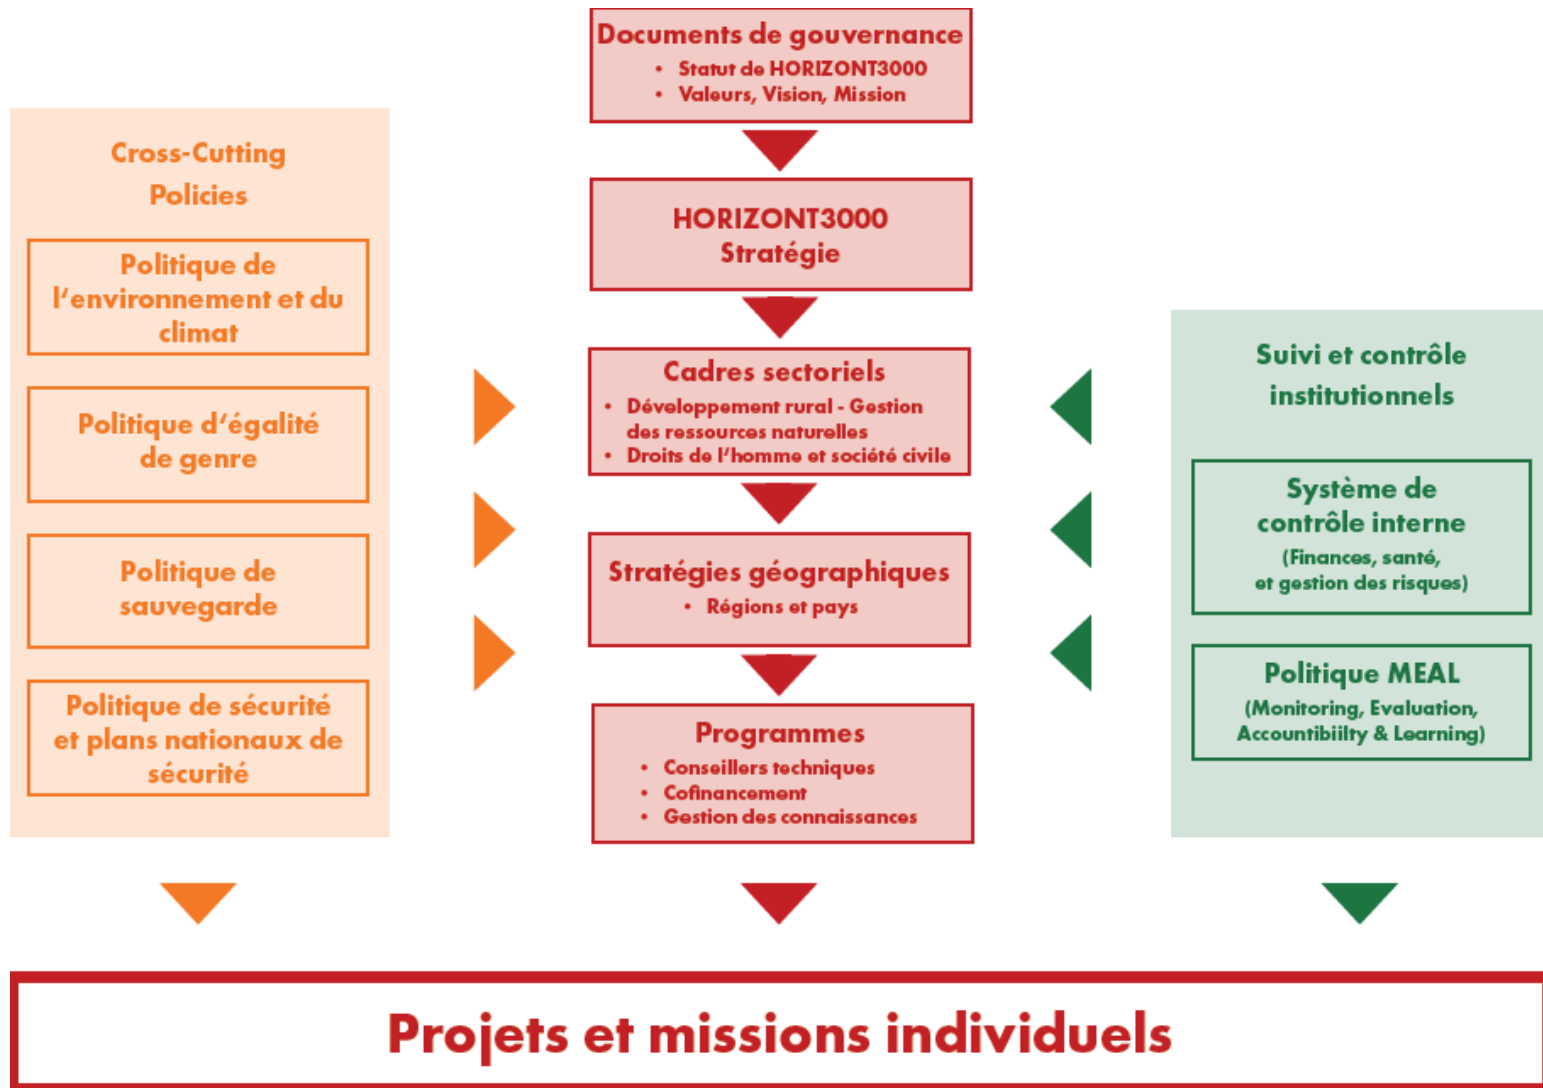 Documents de gouvernance
• Statut de HORIZONT3000
• Valeurs, Vision, Mission
HORIZONT3000
Stratégie
Cadres sectoriels
• Développement rural - Gestion
des ressources naturelles
• Droits de l‘homme et société civile
Stratégies géographiques
• Régions et pays
Programmes
• Conseillers techniques
• Cofinancement
• Gestion des connaissances
Cross-Cutting
Policies
Politique de
l‘environnement et du
climat
Politique d‘égalité
de genre
Politique de
sauvegarde
Politique de sécurité
et plans nationaux de
sécurité
Suivi et contrôle
institutionnels
Système de
contrôle interne
(Finances, santé,
et gestion des risques)
Politique MEAL
(Monitoring, Evaluation,
Accountibiilty & Learning)
Projets et missions individuels